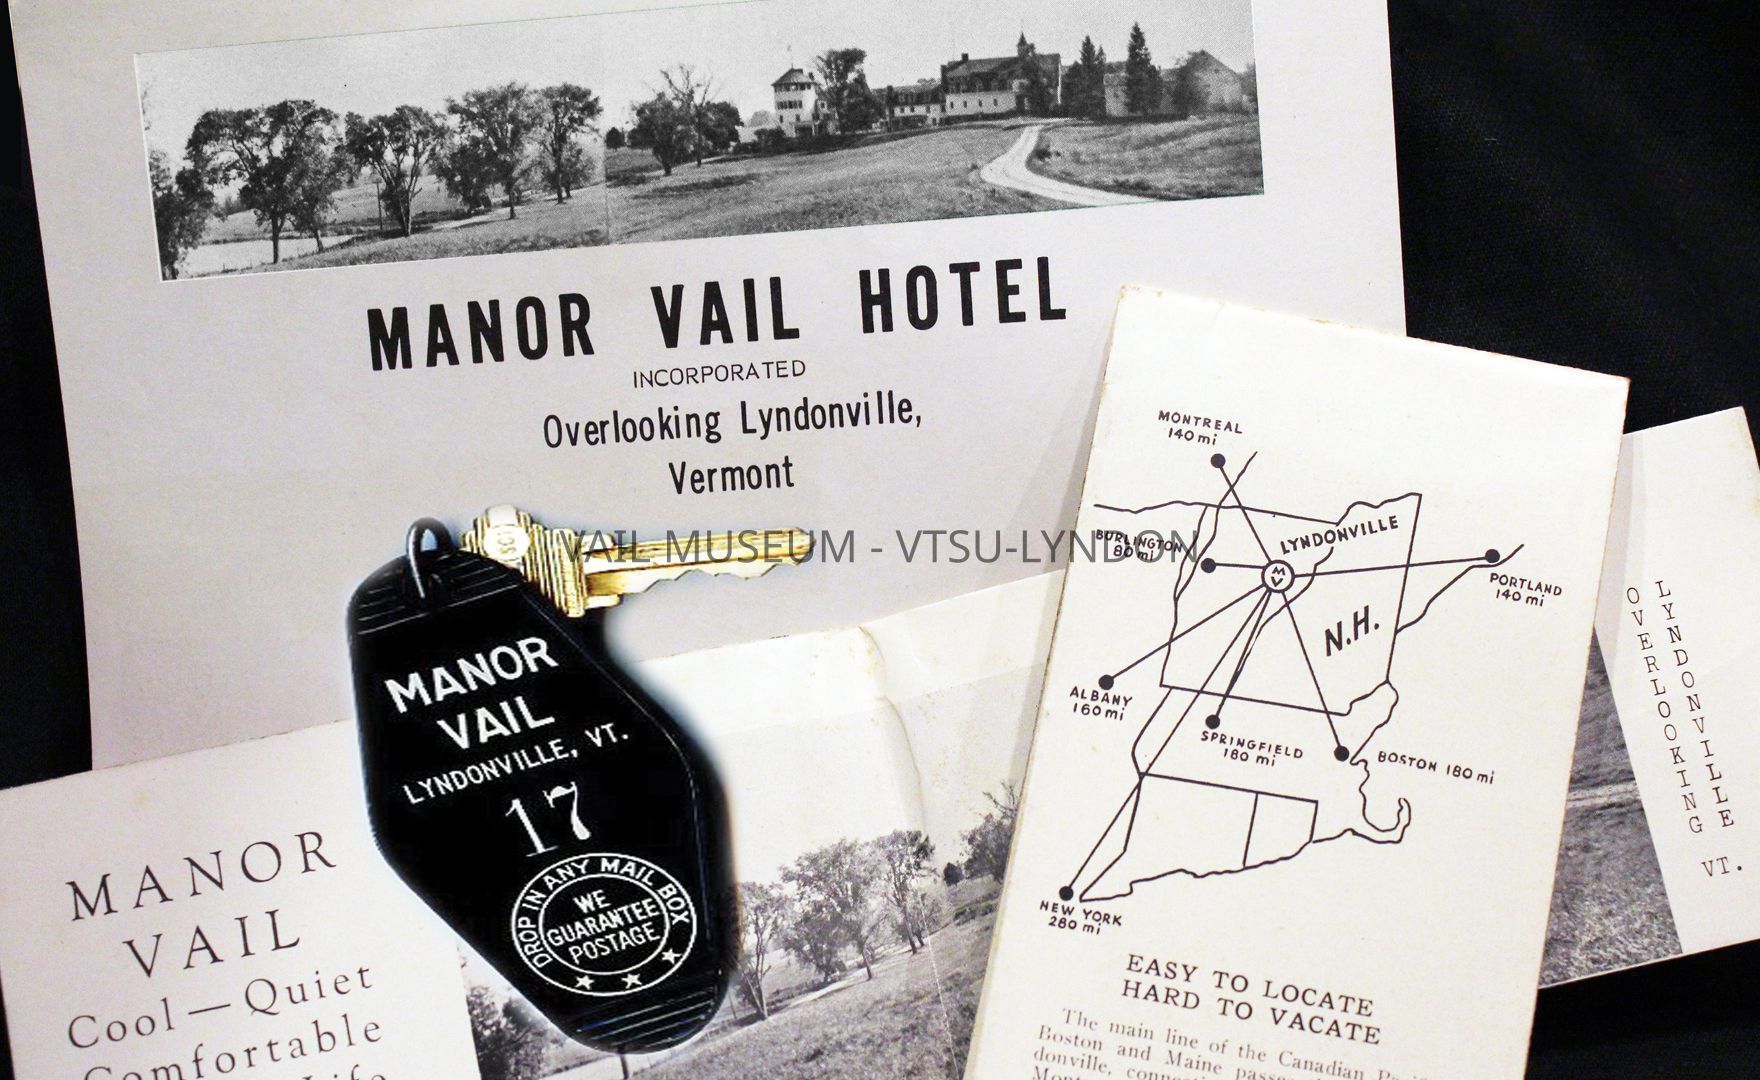 MANOR VAIL HOTEL
INCORPORATED
Overlooking Lyndonville,
Vermont
VAIL MUSEUM - VTSU-LYNDON
MANOR
VAIL
LYNDONVILLE, VT.
17
DROP IN ANY MAIL BOX
WE
GUARANTEE
POSTAGE
MANOR
VAIL
Cool—Quiet
Comfortable
Life
MONTREAL
140 mi
BURLINGTON
80 mi
LYNDONVILLE
MV
PORTLAND
140 mi
N.H.
ALBANY
160 mi
SPRINGFIELD
180 mi
BOSTON 180 mi
NEW YORK
280 mi
EASY TO LOCATE
HARD TO VACATE
The main line of the Canadian
Boston and Maine
donville,
OVERLOOKING
LYNDONVILLE VT.